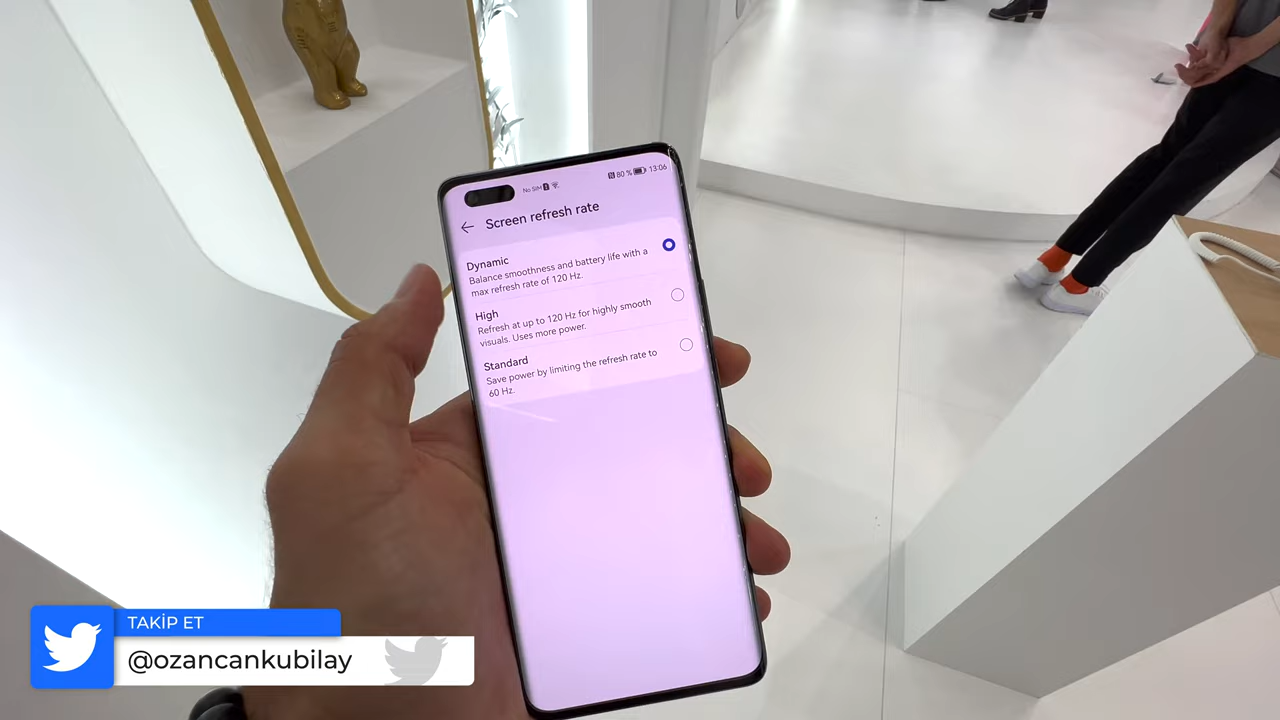 No SIM
80 %
13:06
Screen refresh rate
Dynamic
Balance smoothness and battery life with a
max refresh rate of 120 Hz.
High
Refresh at up to 120 Hz for highly smooth
visuals. Uses more power.
Standard
Save power by limiting the refresh rate to
60 Hz.
TAKİP ET
@ozancankubilay